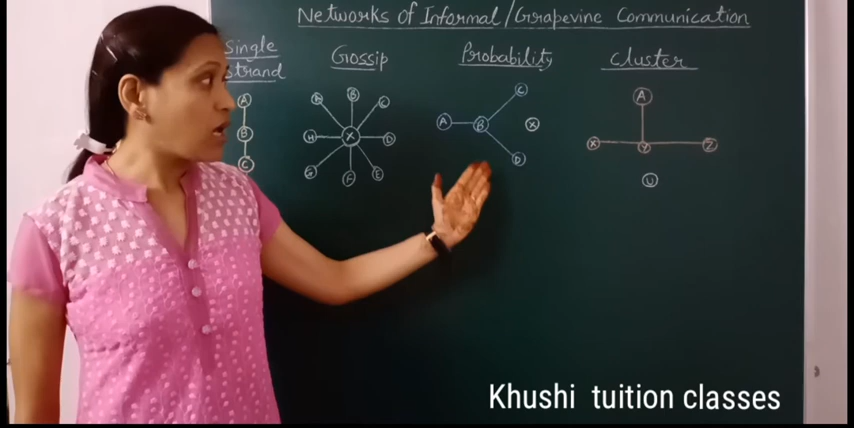 Networks of Informal/Grapevine Communication
Single
strand
A
B
C
Gossip
A
B
C
H
X
D
G
F
E
Probability
C
A
B
X
D
Cluster
A
X
Y
Z
U
Khushi tuition classes